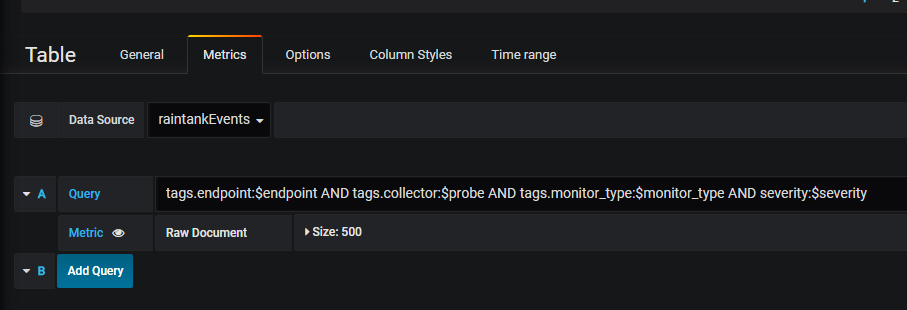 Table General Metrics Options Column Styles Time range
Data Source raintankEvents
A Query tags.endpoint:$endpoint AND tags.collector:$probe AND tags.monitor_type:$monitor_type AND severity:$severity
Metric Raw Document Size: 500
B Add Query